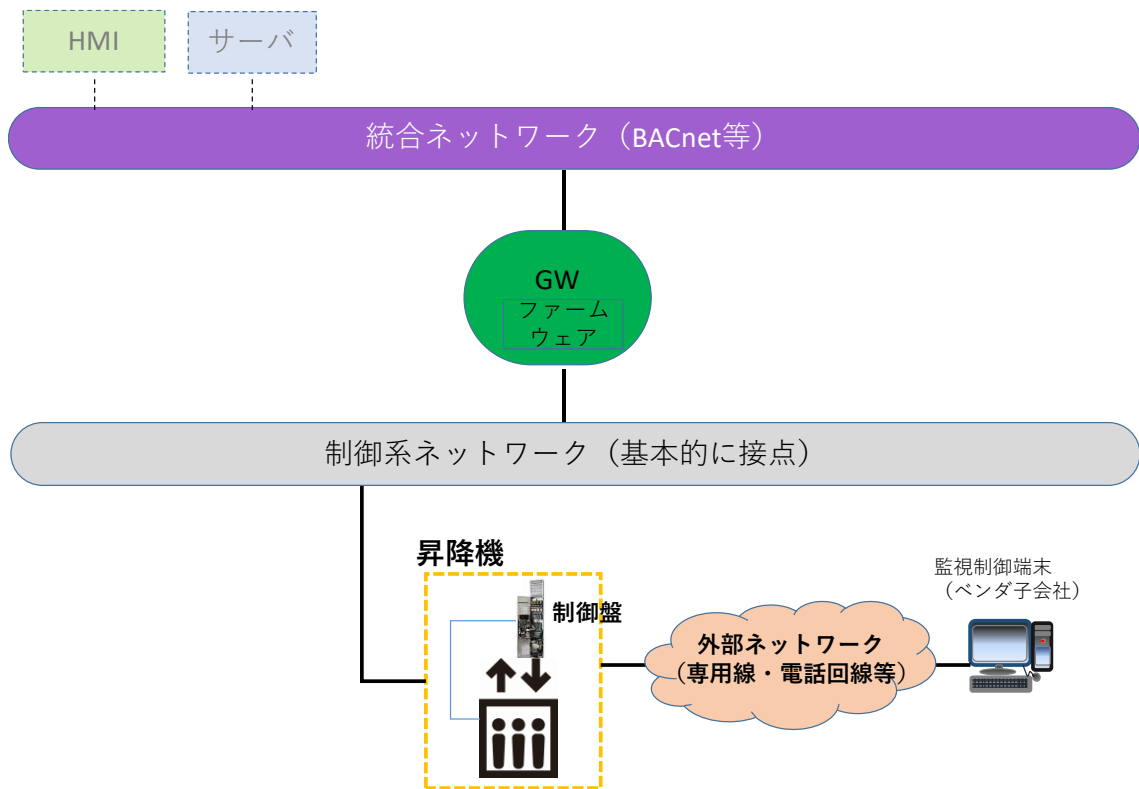 HMI
サーバ
統合ネットワーク（BACnet等）
GW
ファーム
ウェア
制御系ネットワーク（基本的に接点）
昇降機
制御盤
監視制御端末
（ベンダ子会社）
外部ネットワーク
（専用線・電話回線等）